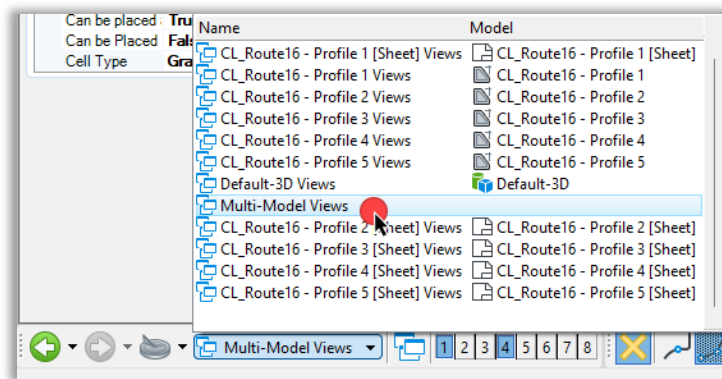 Can be placed : Tru
Can be Placed Fals
Cell Type Gra
Name Model
CL_Route16 - Profile 1 [Sheet] Views CL_Route16 - Profile 1 [Sheet]
CL_Route16 - Profile 1 Views CL_Route16 - Profile 1
CL_Route16 - Profile 2 Views CL_Route16 - Profile 2
CL_Route16 - Profile 3 Views CL_Route16 - Profile 3
CL_Route16 - Profile 4 Views CL_Route16 - Profile 4
CL_Route16 - Profile 5 Views CL_Route16 - Profile 5
Default-3D Views Default-3D
Multi-Model Views
CL_Route16 - Profile 2 [Sheet] Views CL_Route16 - Profile 2 [Sheet]
CL_Route16 - Profile 3 [Sheet] Views CL_Route16 - Profile 3 [Sheet]
CL_Route16 - Profile 4 [Sheet] Views CL_Route16 - Profile 4 [Sheet]
CL_Route16 - Profile 5 [Sheet] Views CL_Route16 - Profile 5 [Sheet]
Multi-Model Views 1 2 3 4 5 6 7 8